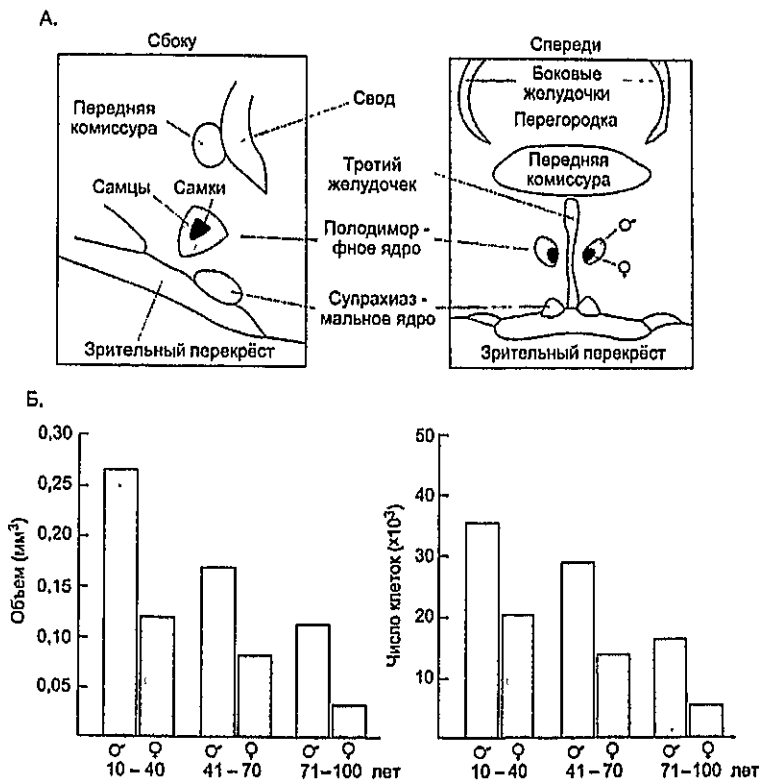 А.
Сбоку
Передняя
комиссура
Свод
Самцы
Самки
Третий
желудочек
Полодимор -
фное ядро
Супрахиаз -
мальное ядро
Зрительный перекрёст
Спереди
Боковые
желудочки
Перегородка
Передняя
комиссура
♂
♀
Зрительный перекрёст
Б.
Объем (мм³)
0,30
0,25
0,20
0,15
0,10
0,05
♂ ♀ ♂ ♀ ♂ ♀
10 – 40 41 – 70 71 – 100 лет
Число клеток (x10³)
50
40
30
20
10
♂ ♀ ♂ ♀ ♂ ♀
10 – 40 41 – 70 71 – 100 лет